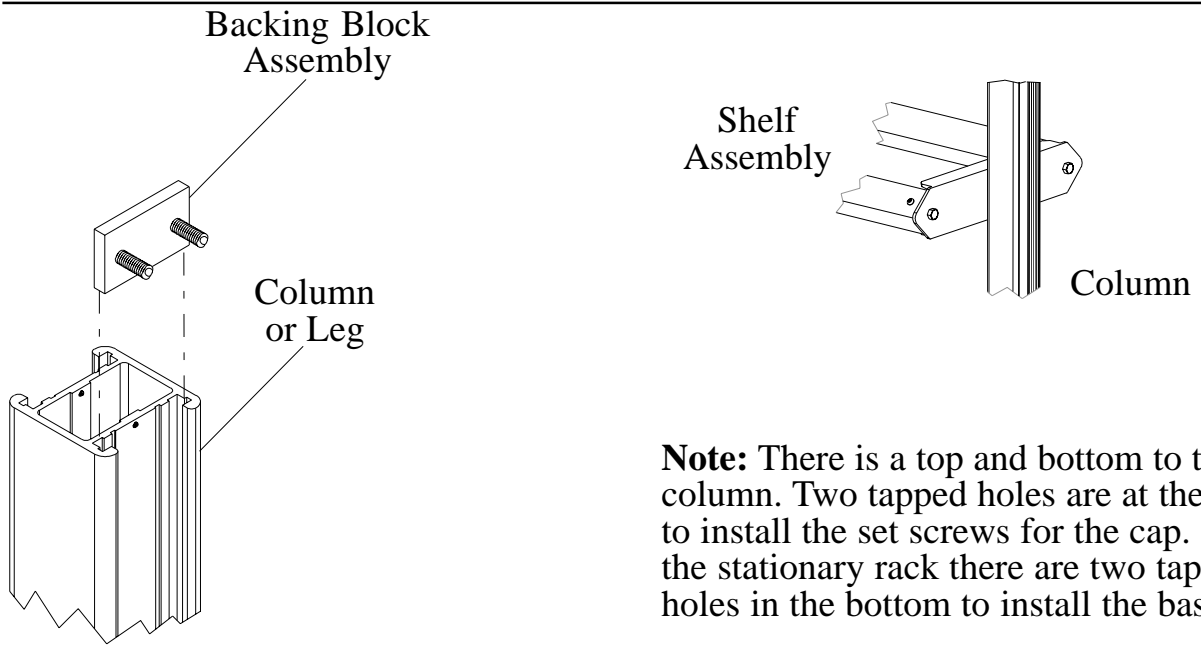 Backing Block
Assembly
Shelf
Assembly
Column
or Leg
Column
Note: There is a top and bottom to t
column. Two tapped holes are at the
to install the set screws for the cap.
the stationary rack there are two tap
holes in the bottom to install the bas